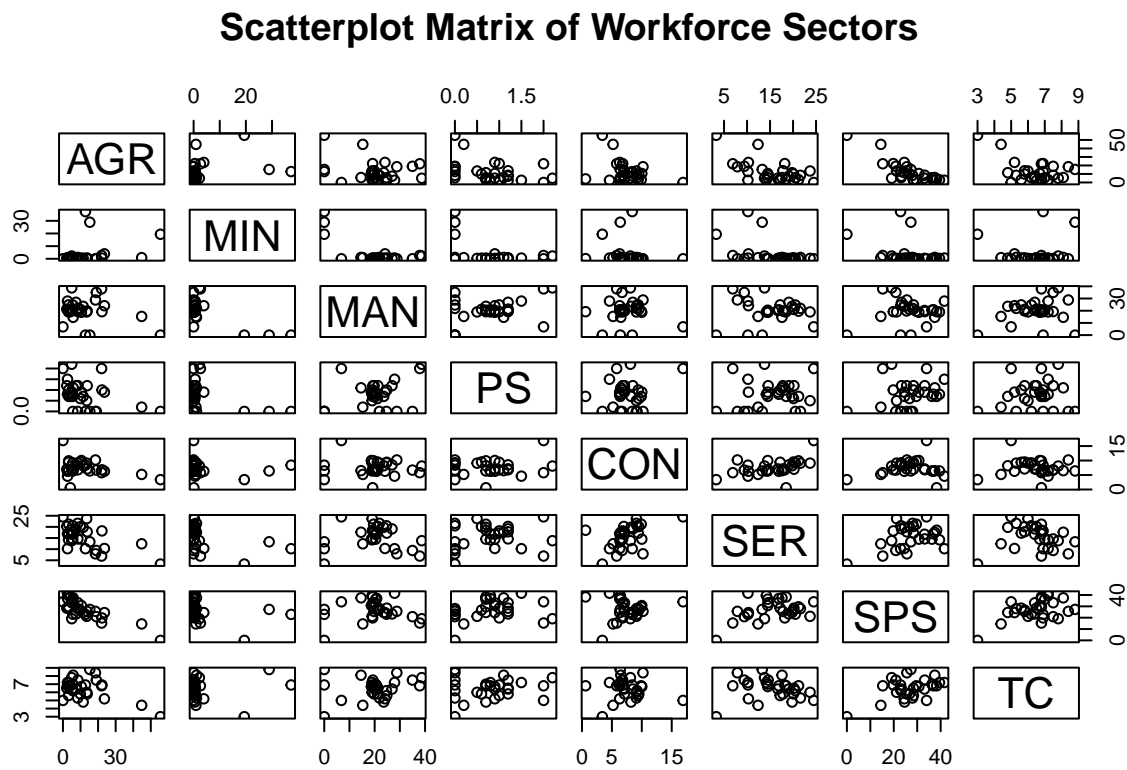 Scatterplot Matrix of Workforce Sectors
0 20 0.0 1.5 5 15 25 3 5 7 9
AGR 0 50
0 30 MIN
MAN 0 30
0.0 PS
CON 0 15
5 25 SER
SPS 0 40
3 7 TC
0 30 0 20 40 0 5 15 0 20 40